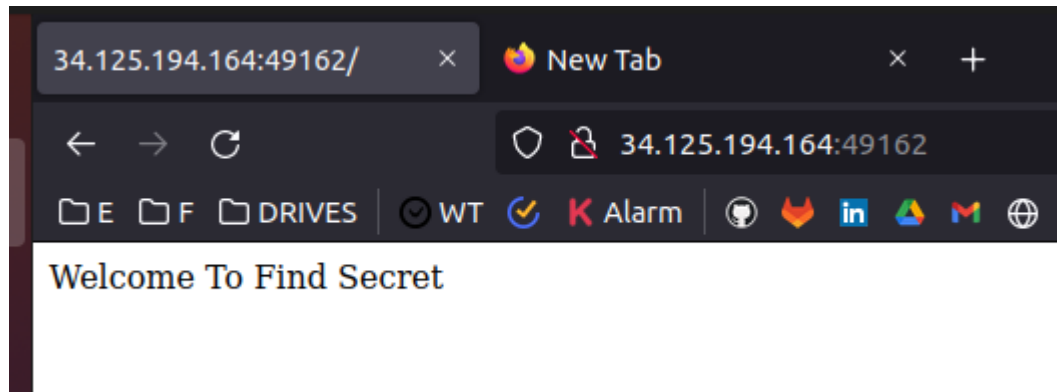 34.125.194.164:49162/ New Tab
34.125.194.164:49162
E F DRIVES WT K Alarm in M
Welcome To Find Secret